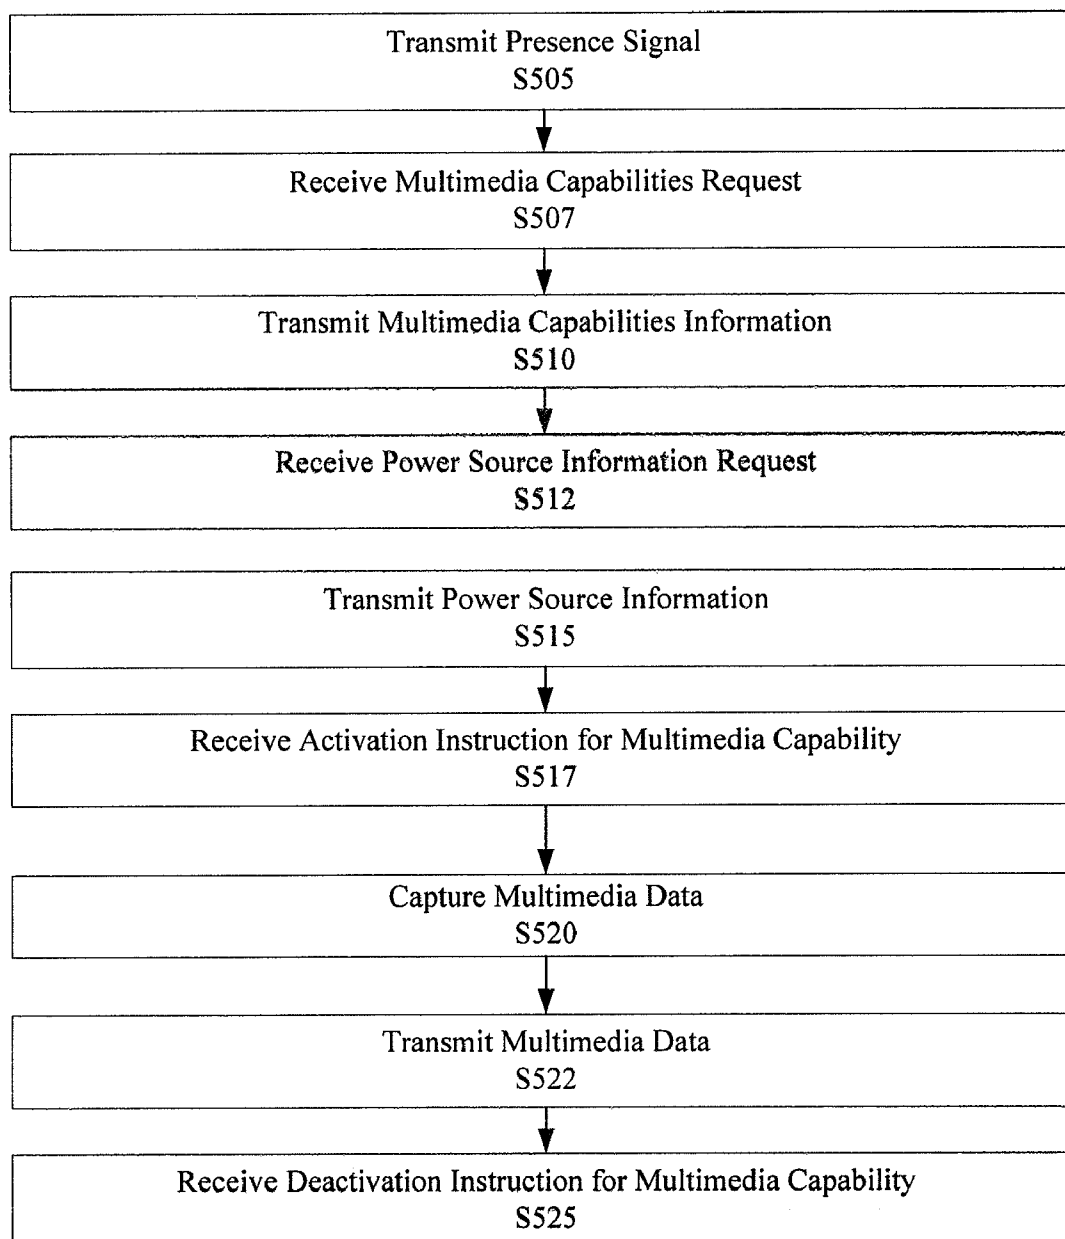 Transmit Presence Signal
S505
Receive Multimedia Capabilities Request
S507
Transmit Multimedia Capabilities Information
S510
Receive Power Source Information Request
S512
Transmit Power Source Information
S515
Receive Activation Instruction for Multimedia Capability
S517
Capture Multimedia Data
S520
Transmit Multimedia Data
S522
Receive Deactivation Instruction for Multimedia Capability
S525